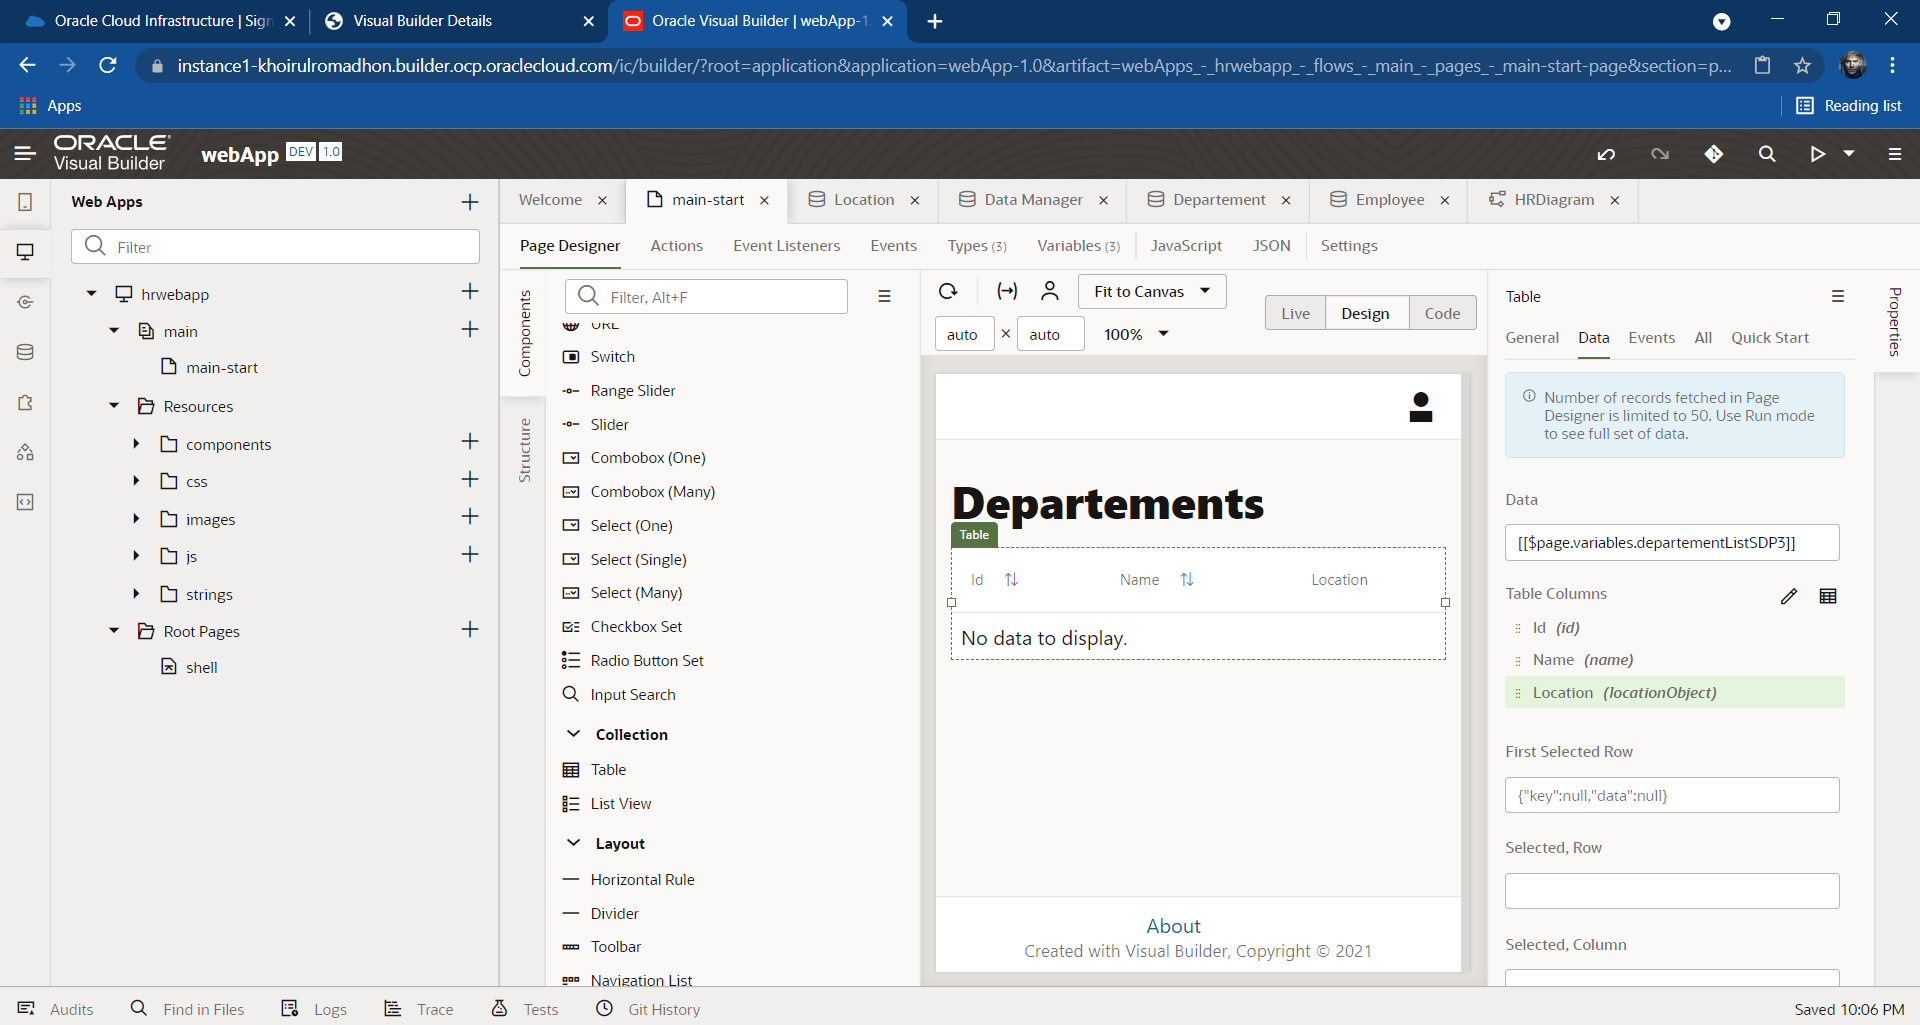 Oracle Cloud Infrastructure | Sign
Visual Builder Details
Oracle Visual Builder | webApp-1.
instance1-khoirulromadhon.builder.ocp.oraclecloud.com/ic/builder/?root=application&application=webApp-1.0&artifact=webApps_-_hrwebapp_-_flows_-_main_-_pages_-_main-start-page&section=p...
Apps
Reading list
ORACLE
Visual Builder
webApp DEV 1.0
Web Apps
Filter
hrwebapp
main
main-start
Resources
components
css
images
js
strings
Root Pages
shell
Welcome
main-start
Location
Data Manager
Departement
Employee
HRDiagram
Page Designer
Actions
Event Listeners
Events
Types (3)
Variables (3)
JavaScript
JSON
Settings
Components
Structure
Filter, Alt+F
URL
Switch
Range Slider
Slider
Combobox (One)
Combobox (Many)
Select (One)
Select (Single)
Select (Many)
Checkbox Set
Radio Button Set
Input Search
Collection
Table
List View
Layout
Horizontal Rule
Divider
Toolbar
Navigation List
Fit to Canvas
auto × auto 100%
Live Design Code
Departements
Table
Id Name Location
No data to display.
About
Created with Visual Builder, Copyright © 2021
Table
General Data Events All Quick Start
Number of records fetched in Page
Designer is limited to 50. Use Run mode
to see full set of data.
Data
[[$page.variables.departementListSDP3]]
Table Columns
Id (id)
Name (name)
Location (locationObject)
First Selected Row
{"key":null,"data":null}
Selected, Row
Selected, Column
Properties
Audits
Find in Files
Logs
Trace
Tests
Git History
Saved 10:06 PM